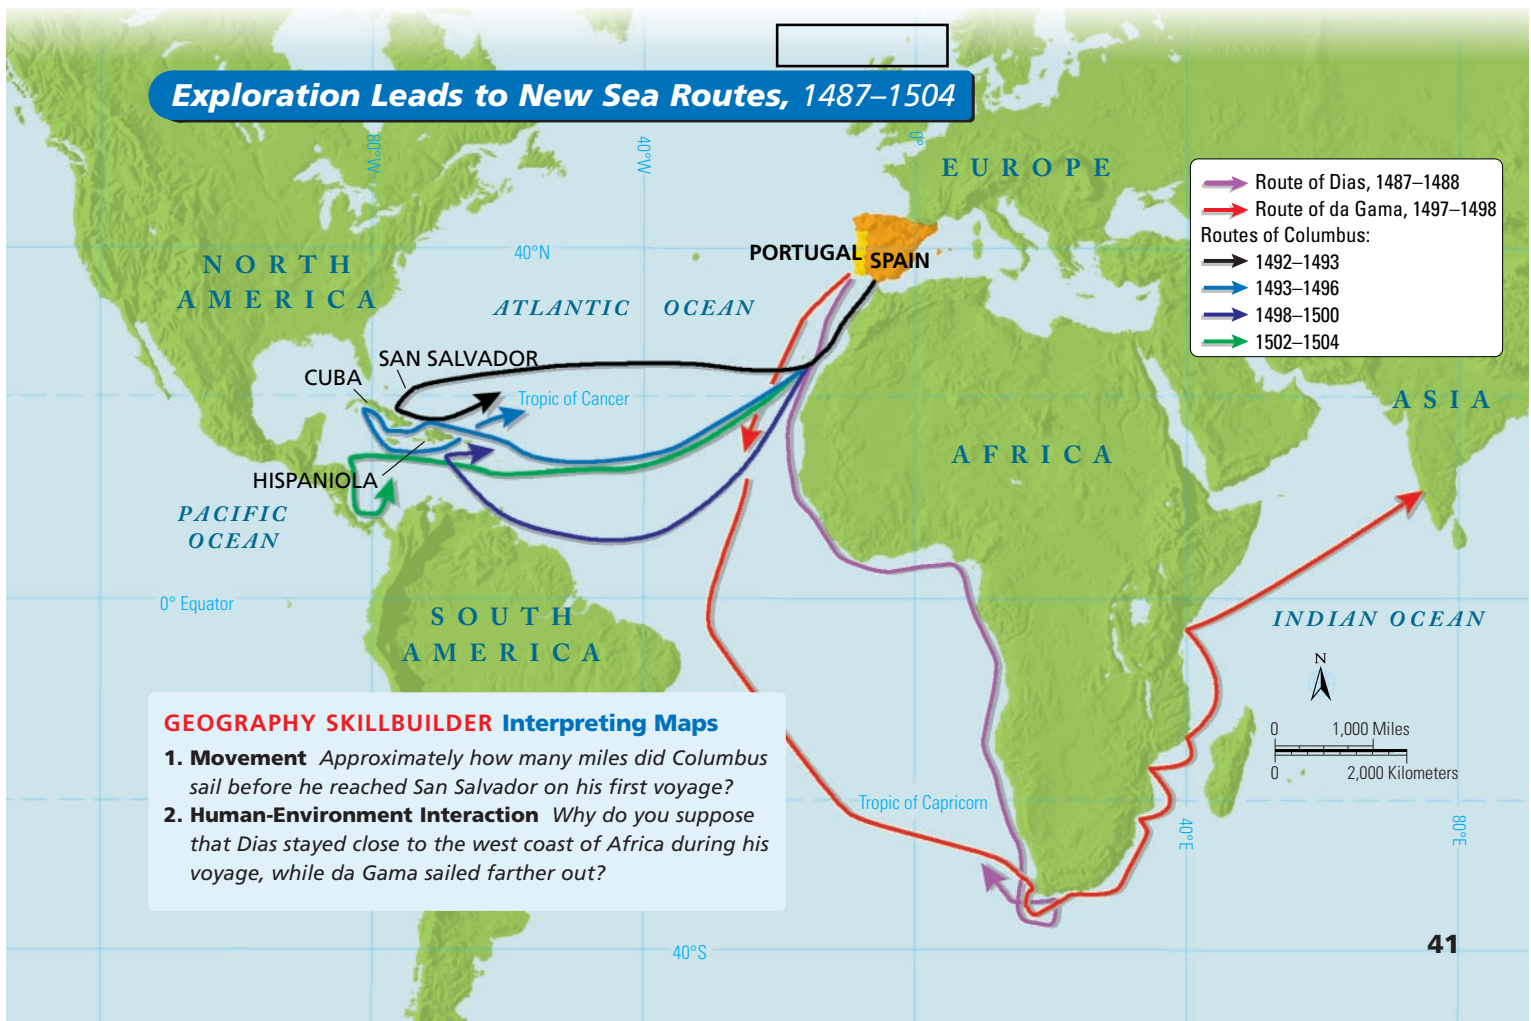 Exploration Leads to New Sea Routes, 1487–1504
80°W
40°W
0°
EUROPE
Route of Dias, 1487–1488
Route of da Gama, 1497–1498
Routes of Columbus:
1492–1493
1493–1496
1498–1500
1502–1504
PORTUGAL
SPAIN
40°N
NORTH
AMERICA
ATLANTIC OCEAN
SAN SALVADOR
CUBA
Tropic of Cancer
ASIA
AFRICA
HISPANIOLA
PACIFIC
OCEAN
0° Equator
SOUTH
AMERICA
INDIAN OCEAN
N
0 1,000 Miles
0 2,000 Kilometers
GEOGRAPHY SKILLBUILDER Interpreting Maps
1. Movement Approximately how many miles did Columbus
sail before he reached San Salvador on his first voyage?
2. Human-Environment Interaction Why do you suppose
that Dias stayed close to the west coast of Africa during his
voyage, while da Gama sailed farther out?
Tropic of Capricorn
40°E
80°E
40°S
41